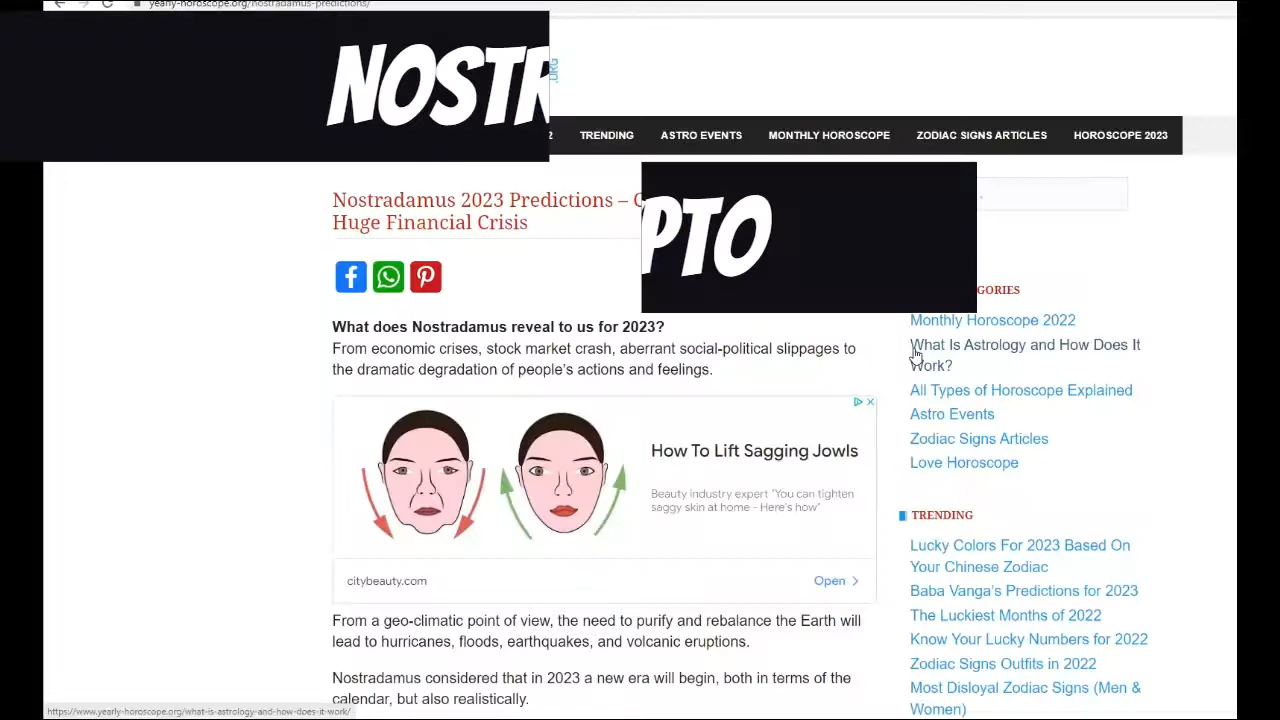 yearly-horoscope.org/nostradamus-predictions/
NOSTR
.ORG
2 TRENDING ASTRO EVENTS MONTHLY HOROSCOPE ZODIAC SIGNS ARTICLES HOROSCOPE 2023
Nostradamus 2023 Predictions –
Huge Financial Crisis
PTO
What does Nostradamus reveal to us for 2023?
From economic crises, stock market crash, aberrant social-political slippages to
the dramatic degradation of people's actions and feelings.
How To Lift Sagging Jowls
Beauty industry expert "You can tighten
saggy skin at home - Here's how"
citybeauty.com
Open
From a geo-climatic point of view, the need to purify and rebalance the Earth will
lead to hurricanes, floods, earthquakes, and volcanic eruptions.
Nostradamus considered that in 2023 a new era will begin, both in terms of the
calendar, but also realistically.
GORIES
Monthly Horoscope 2022
What Is Astrology and How Does It
Work?
All Types of Horoscope Explained
Astro Events
Zodiac Signs Articles
Love Horoscope
TRENDING
Lucky Colors For 2023 Based On
Your Chinese Zodiac
Baba Vanga's Predictions for 2023
The Luckiest Months of 2022
Know Your Lucky Numbers for 2022
Zodiac Signs Outfits in 2022
Most Disloyal Zodiac Signs (Men &
Women)
https://www.yearly-horoscope.org/what-is-astrology-and-how-does-it-work/